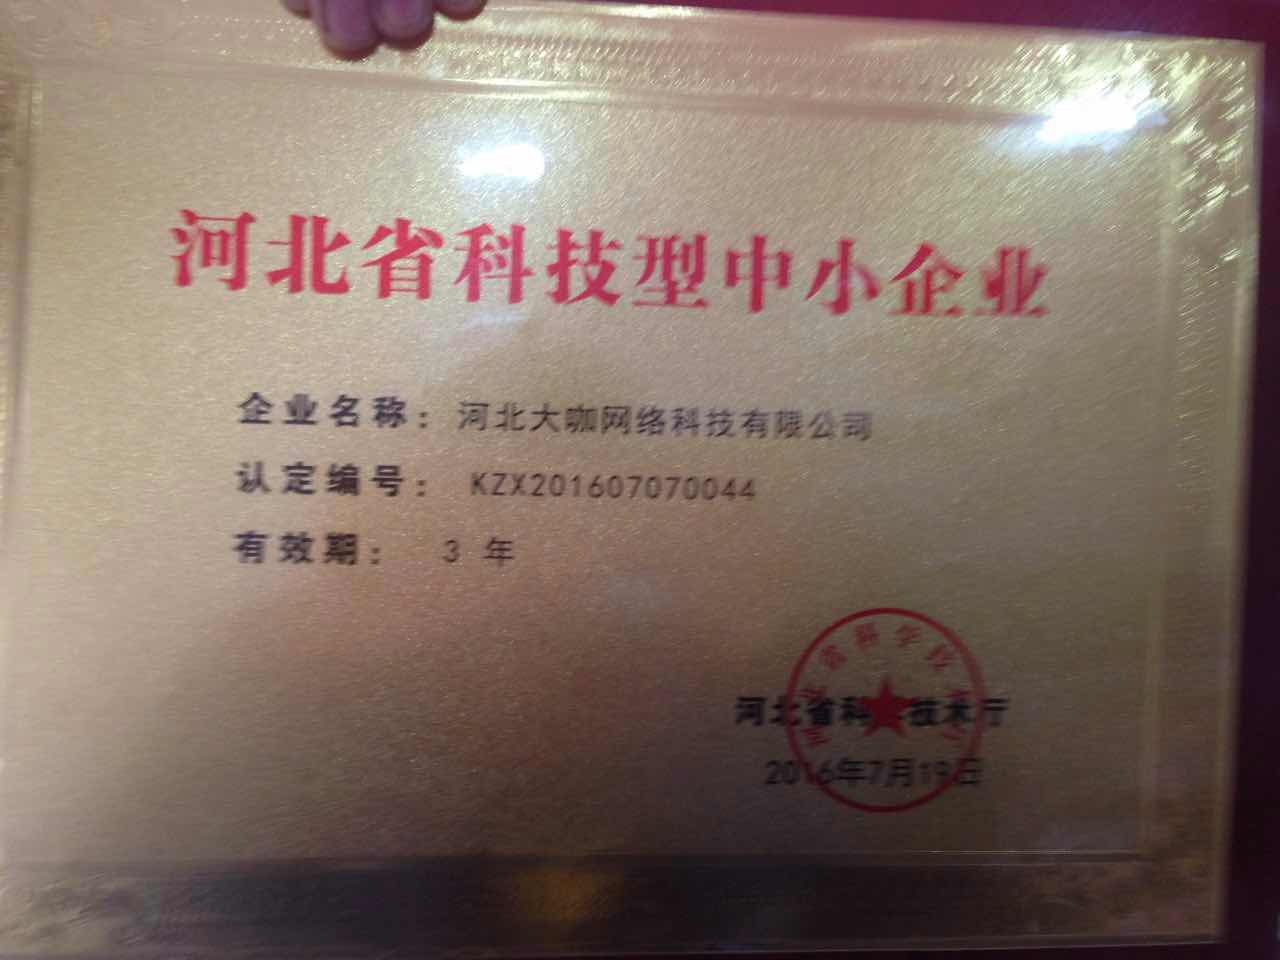 河北省科技型中小企业
企业名称：河北大咖网络科技有限公司
认定编号：KZX201607070044
有效期：3 年
河北省科 技术厅
2016年7月19日